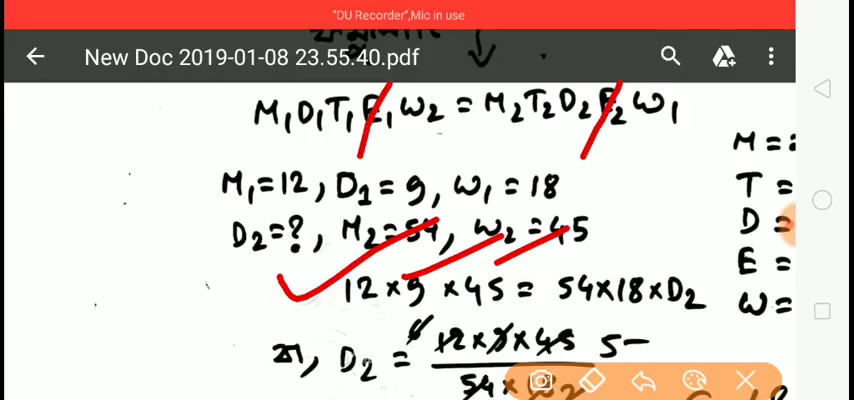 "DU Recorder",Mic in use
New Doc 2019-01-08 23.55.40.pdf
M₁D₁T₁E₁W₂ = M₂T₂D₂E₂W₁
M₁=12, D₁= 9, W₁ = 18
D₂=?, M₂=54, W₂ =45
12×9×45 = 54×18×D₂
বা, D₂ = 12×9×45 5
54×
M =
T =
D =
E =
W =